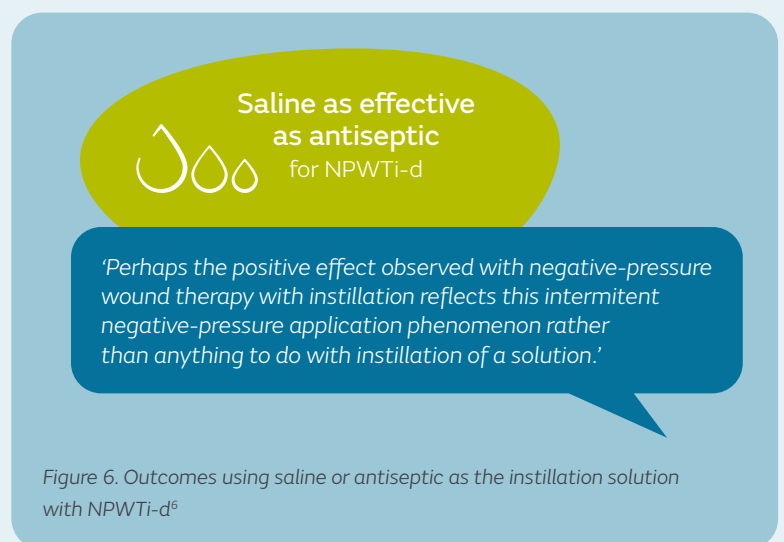 Saline as effective
as antiseptic
for NPWTi-d
‘Perhaps the positive effect observed with negative-pressure
wound therapy with instillation reflects this intermitent
negative-pressure application phenomenon rather
than anything to do with instillation of a solution.’
Figure 6. Outcomes using saline or antiseptic as the instillation solution
with NPWTi-d⁶